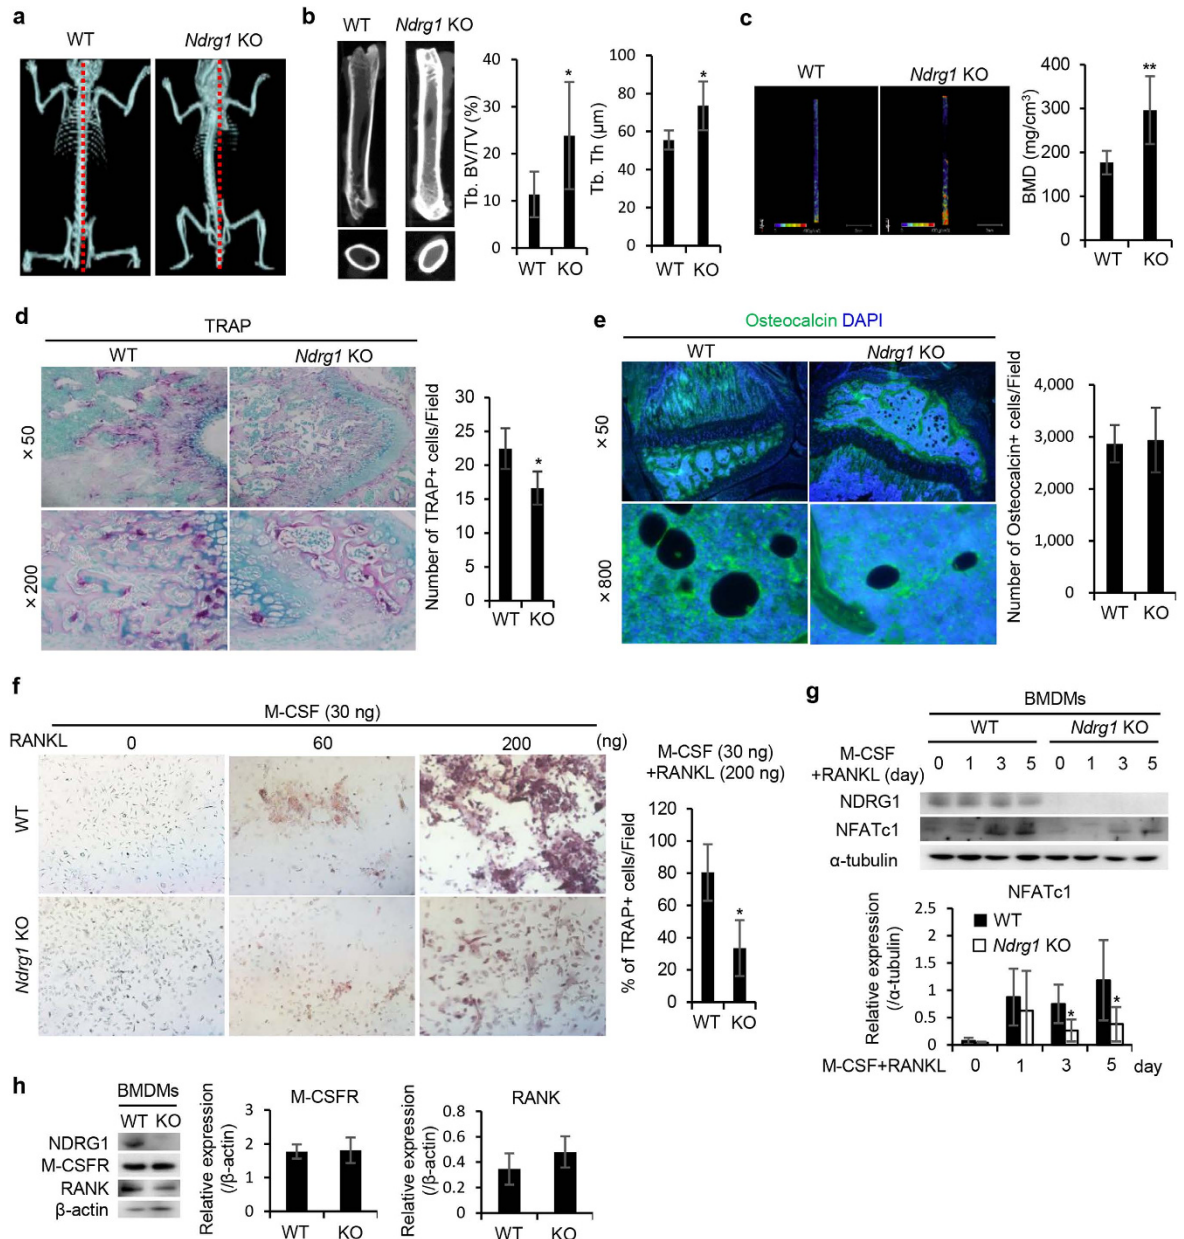 a
WT
Ndrg1 KO
b
WT
Ndrg1 KO
Tb. BV/TV (%)
40
30
20
10
0
*
WT KO
Tb. Th (μm)
100
80
60
40
20
0
*
WT KO
c
WT
Ndrg1 KO
BMD (mg/cm³)
400
300
200
100
0
**
WT KO
d
TRAP
WT
Ndrg1 KO
×50
×200
Number of TRAP+ cells/Field
30
25
20
15
10
5
0
*
WT KO
e
Osteocalcin DAPI
WT
Ndrg1 KO
×50
×800
Number of Osteocalcin+ cells/Field
4,000
3,000
2,000
1,000
0
WT KO
f
M-CSF (30 ng)
RANKL 0 60 200 (ng)
WT
Ndrg1 KO
M-CSF (30 ng)
+RANKL (200 ng)
% of TRAP+ cells/Field
120
100
80
60
40
20
0
*
WT KO
g
BMDMs
WT Ndrg1 KO
M-CSF
+RANKL (day) 0 1 3 5 0 1 3 5
NDRG1
NFATc1
α-tubulin
NFATc1
Relative expression
(/α-tubulin)
2.5
2
1.5
1
0.5
0
WT
Ndrg1 KO
*
*
M-CSF+RANKL 0 1 3 5 day
h
BMDMs
WT KO
NDRG1
M-CSFR
RANK
β-actin
M-CSFR
Relative expression
(/β-actin)
3
2
1
0
WT KO
RANK
Relative expression
(/β-actin)
0.8
0.6
0.4
0.2
0
WT KO